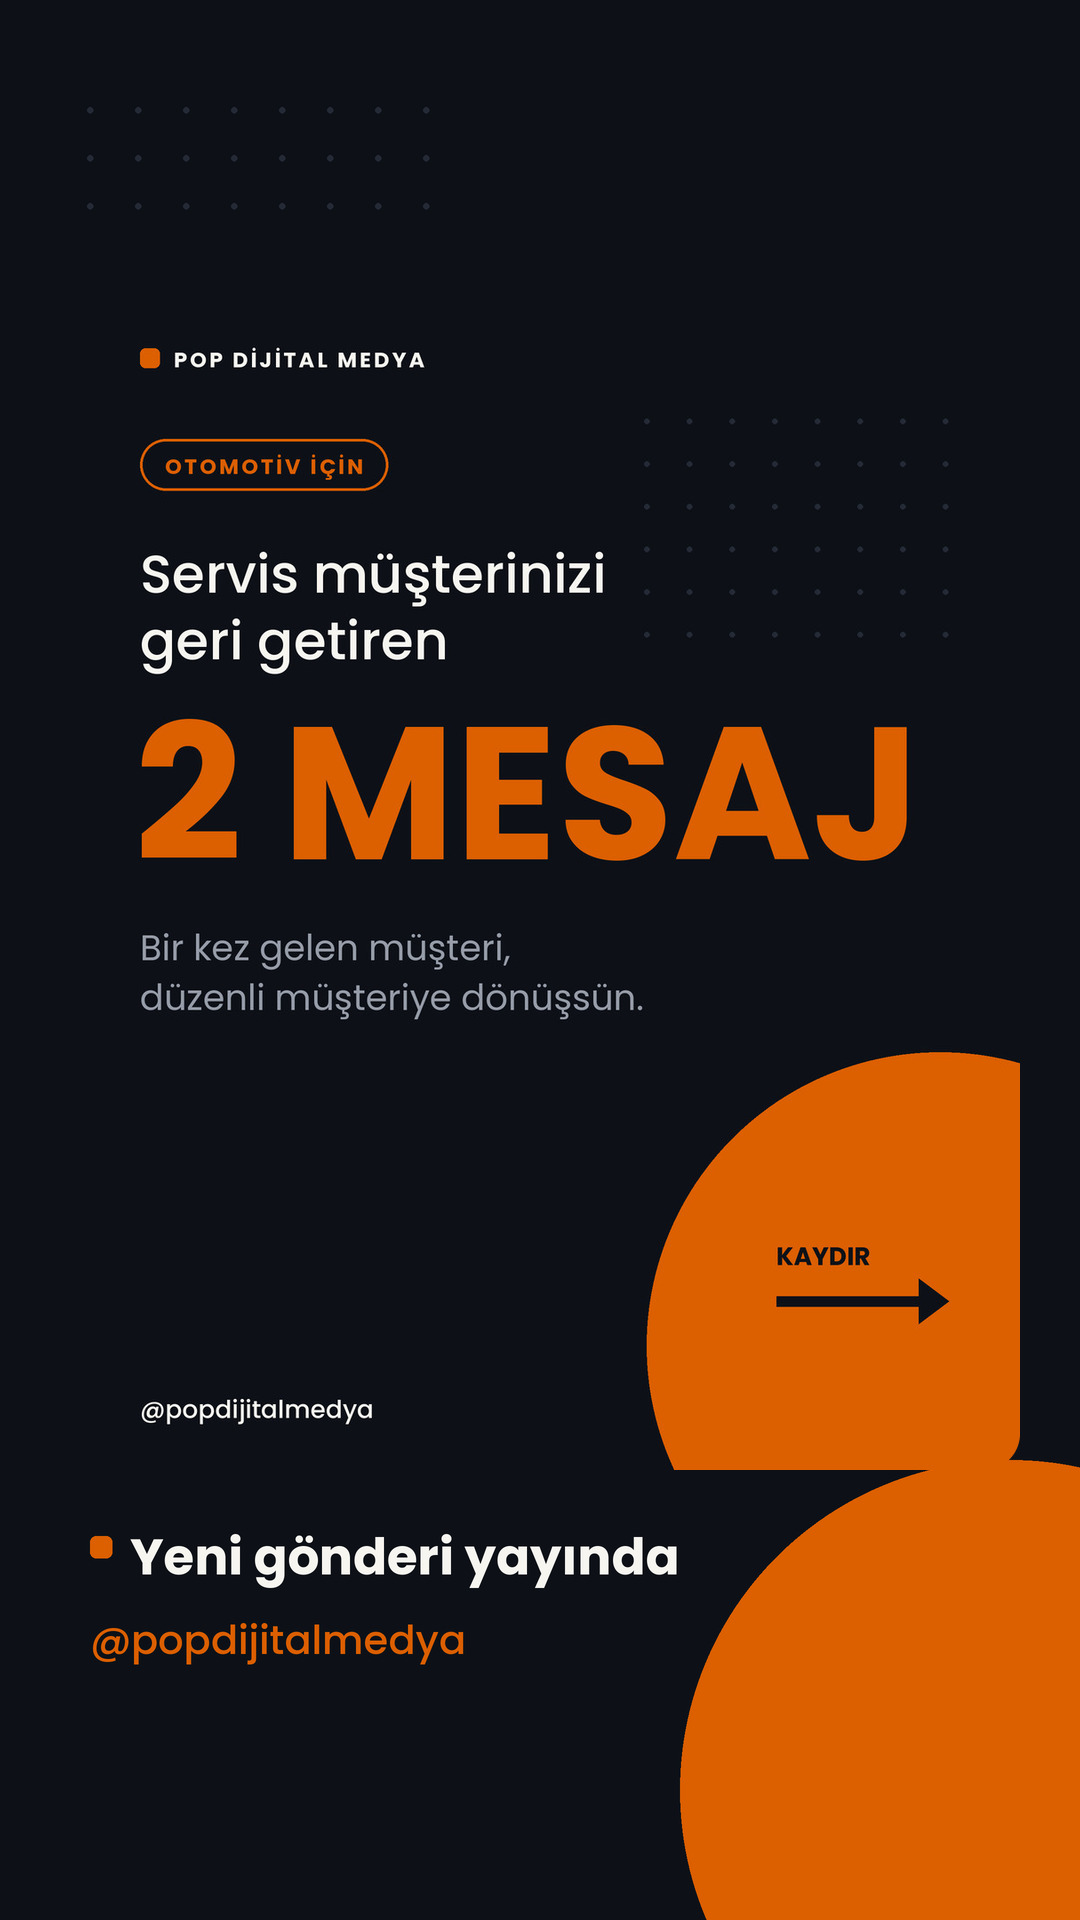 POP DİJİTAL MEDYA
OTOMOTİV İÇİN
Servis müşterinizi
geri getiren
2 MESAJ
Bir kez gelen müşteri,
düzenli müşteriye dönüşsün.
KAYDIR
@popdijitalmedya
Yeni gönderi yayında
@popdijitalmedya